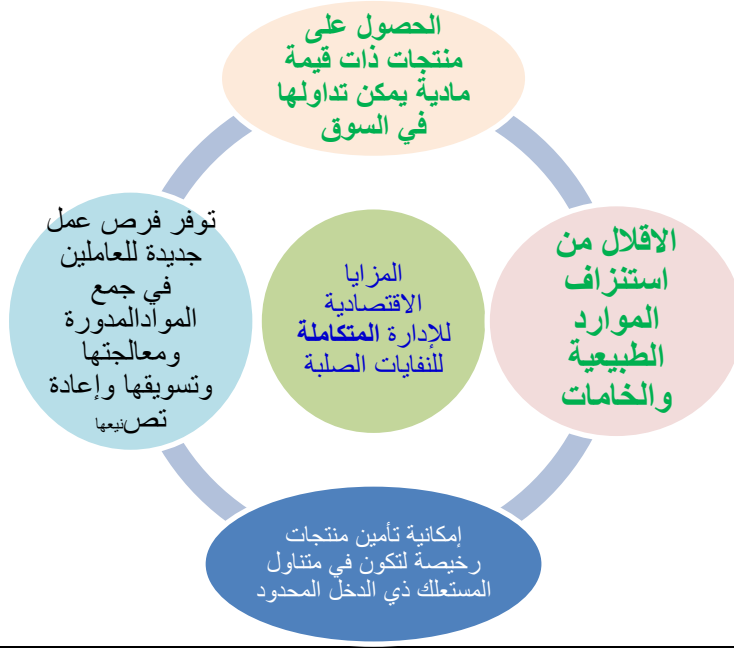 الحصول على
منتجات ذات قيمة
مادية يمكن تداولها
في السوق
الاقلال من
استنزاف
الموارد
الطبيعية
والخامات
المزايا
الاقتصادية
للإدارة المتكاملة
للنفايات الصلبة
توفر فرص عمل
جديدة للعاملين
في جمع
الموادالمدورة
ومعالجتها
وتسويقها وإعادة
تصنيعها
إمكانية تأمين منتجات
رخيصة لتكون في متناول
المستعلك ذي الدخل المحدود